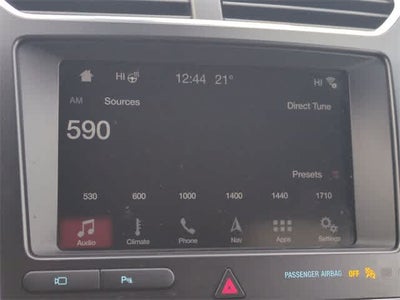 HI 12:44 21° HI
AM Sources Direct Tune
590
Presets
530 600 1000 1400 1440 1710
Audio Climate Phone Nav Apps Settings
P PASSENGER AIRBAG OFF